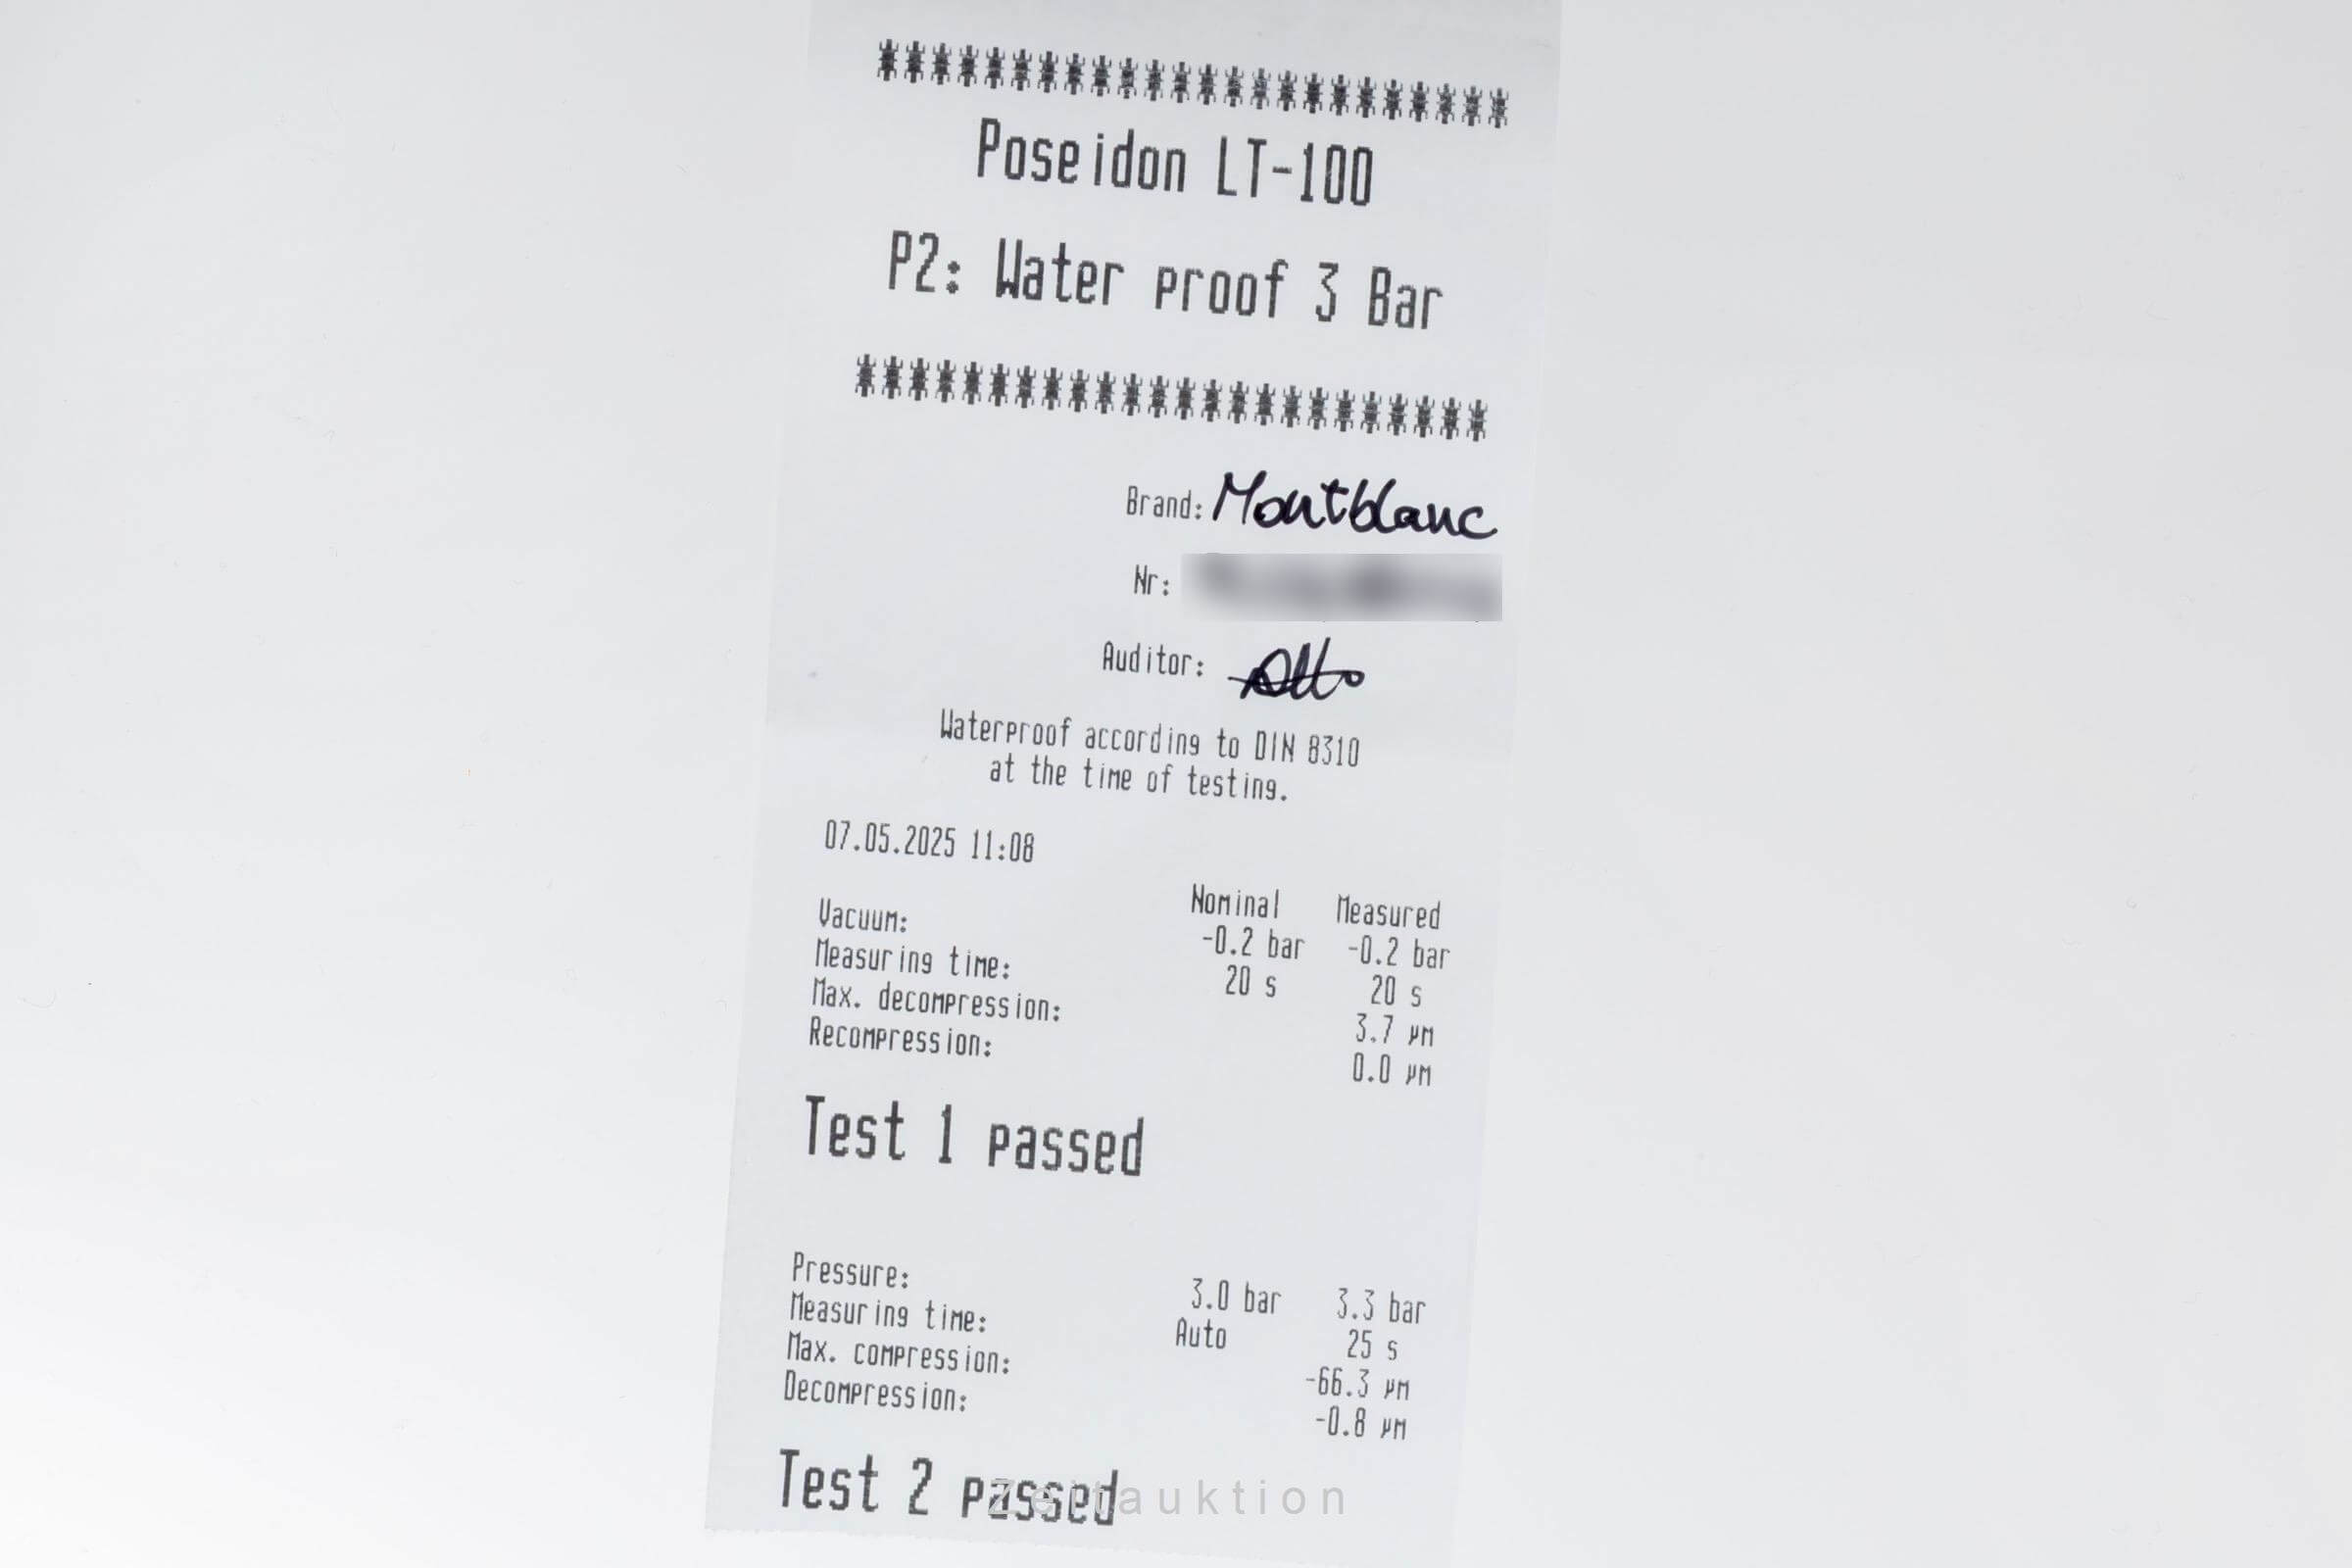 Poseidon LT-100
P2: Water proof 3 Bar
Brand: Montblanc
Nr:
Auditor:
Waterproof according to DIN 8310
at the time of testing.
07.05.2025 11:08
Nominal Measured
Vacuum: -0.2 bar -0.2 bar
Measuring time: 20 s 20 s
Max. decompression: 3.7 µm
Recompression: 0.0 µm
Test 1 passed
Pressure: 3.0 bar 3.3 bar
Measuring time: Auto 25 s
Max. compression: -66.3 µm
Decompression: -0.8 µm
Test 2 passed
Zeitauktion